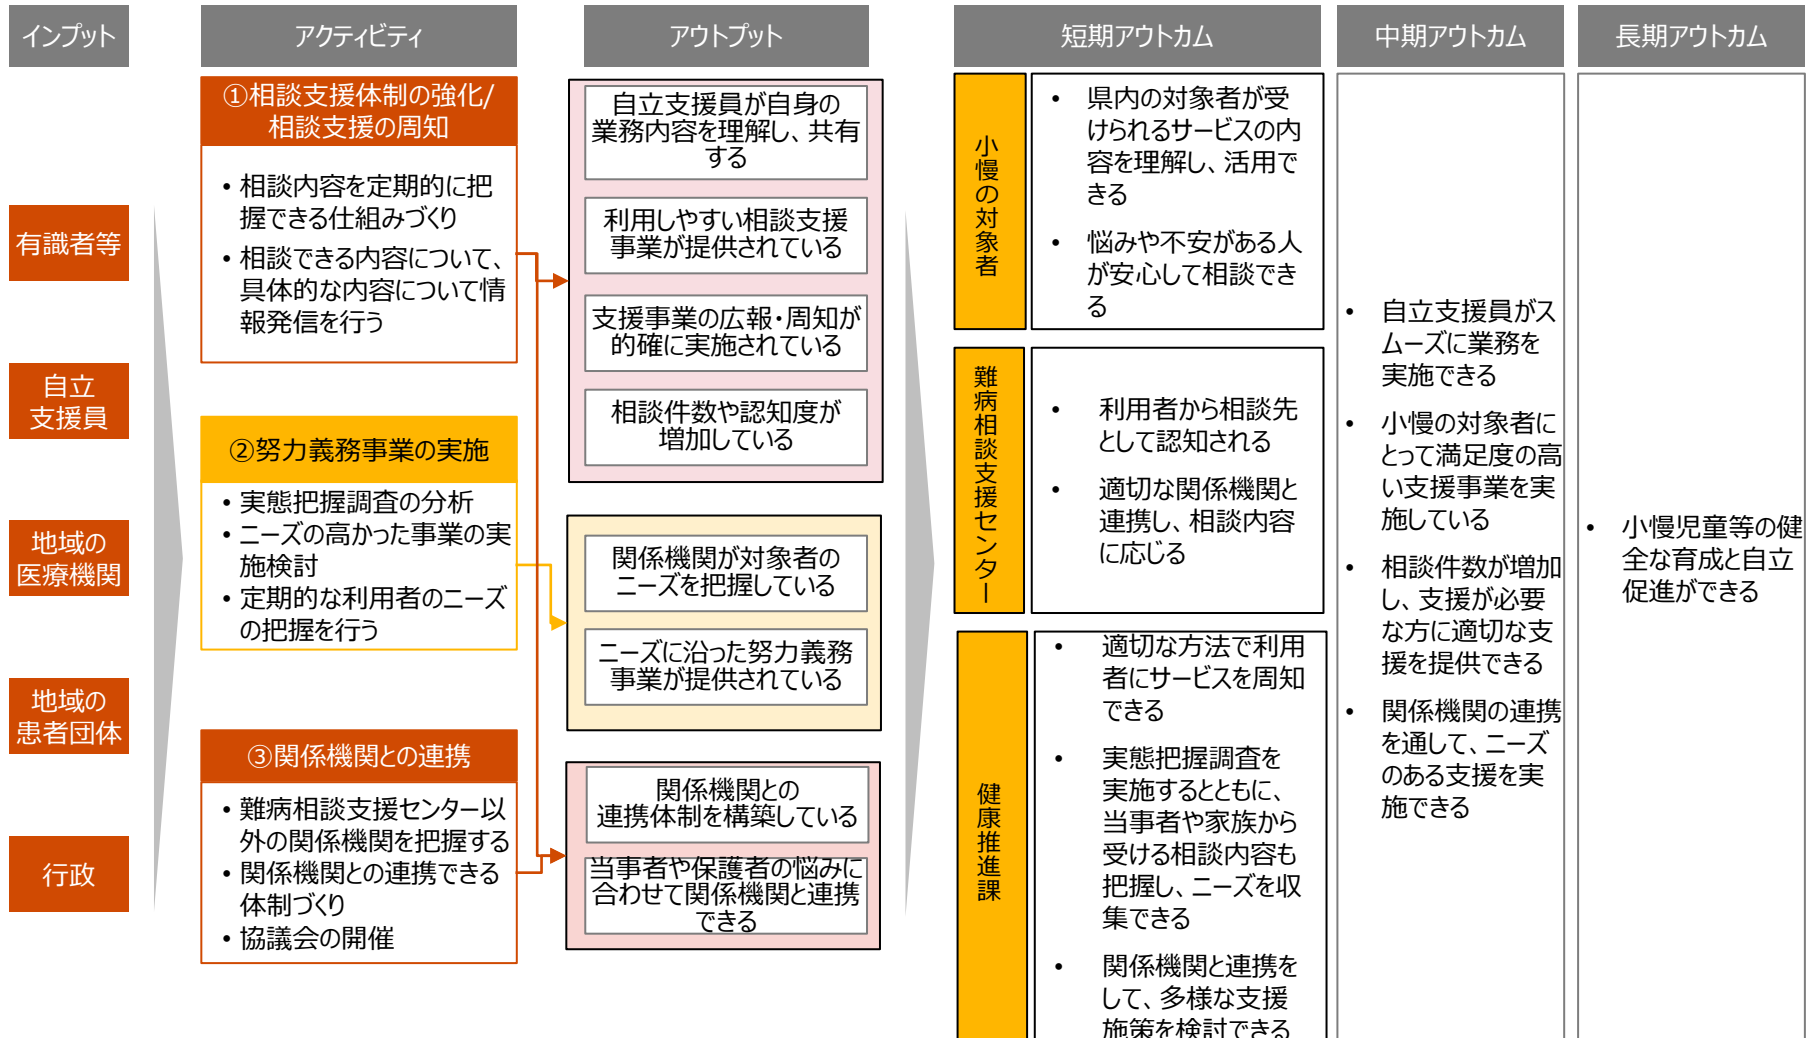 インプット
アクティビティ
アウトプット
短期アウトカム
中期アウトカム
長期アウトカム
有識者等
自立
支援員
地域の
医療機関
地域の
患者団体
行政
①相談支援体制の強化/
相談支援の周知
• 相談内容を定期的に把
握できる仕組みづくり
• 相談できる内容について、
具体的な内容について情
報発信を行う
②努力義務事業の実施
• 実態把握調査の分析
• ニーズの高かった事業の実
施検討
• 定期的な利用者のニーズ
の把握を行う
③関係機関との連携
• 難病相談支援センター以
外の関係機関を把握する
• 関係機関との連携できる
体制づくり
• 協議会の開催
自立支援員が自身の
業務内容を理解し、共有
する
利用しやすい相談支援
事業が提供されている
支援事業の広報・周知が
的確に実施されている
相談件数や認知度が
増加している
関係機関が対象者の
ニーズを把握している
ニーズに沿った努力義務
事業が提供されている
関係機関との
連携体制を構築している
当事者や保護者の悩みに
合わせて関係機関と連携
できる
小慢の対象者
• 県内の対象者が受
けられるサービスの内
容を理解し、活用で
きる
• 悩みや不安がある人
が安心して相談でき
る
難病相談支援センター
• 利用者から相談先
として認知される
• 適切な関係機関と
連携し、相談内容
に応じる
健康推進課
• 適切な方法で利用
者にサービスを周知
できる
• 実態把握調査を
実施するとともに、
当事者や家族から
受ける相談内容も
把握し、ニーズを収
集できる
• 関係機関と連携を
して、多様な支援
施策を検討できる
• 自立支援員がス
ムーズに業務を
実施できる
• 小慢の対象者に
とって満足度の高
い支援事業を実
施している
• 相談件数が増加
し、支援が必要
な方に適切な支
援を提供できる
• 関係機関の連携
を通して、ニーズ
のある支援を実
施できる
• 小慢児童等の健
全な育成と自立
促進ができる